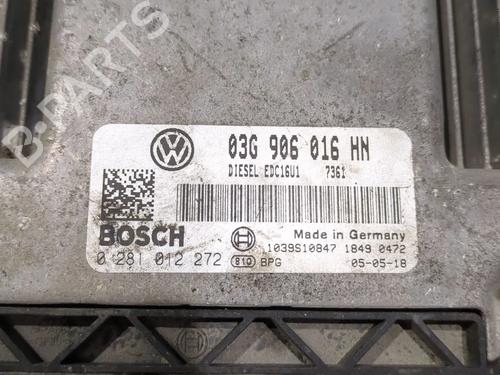 B-PARTS
03G 906 016 HN
DIESEL EDC16U1 7361
Made in Germany
BOSCH
1039S10847 1849 0472
0 281 012 272 810 BPG 05-05-18